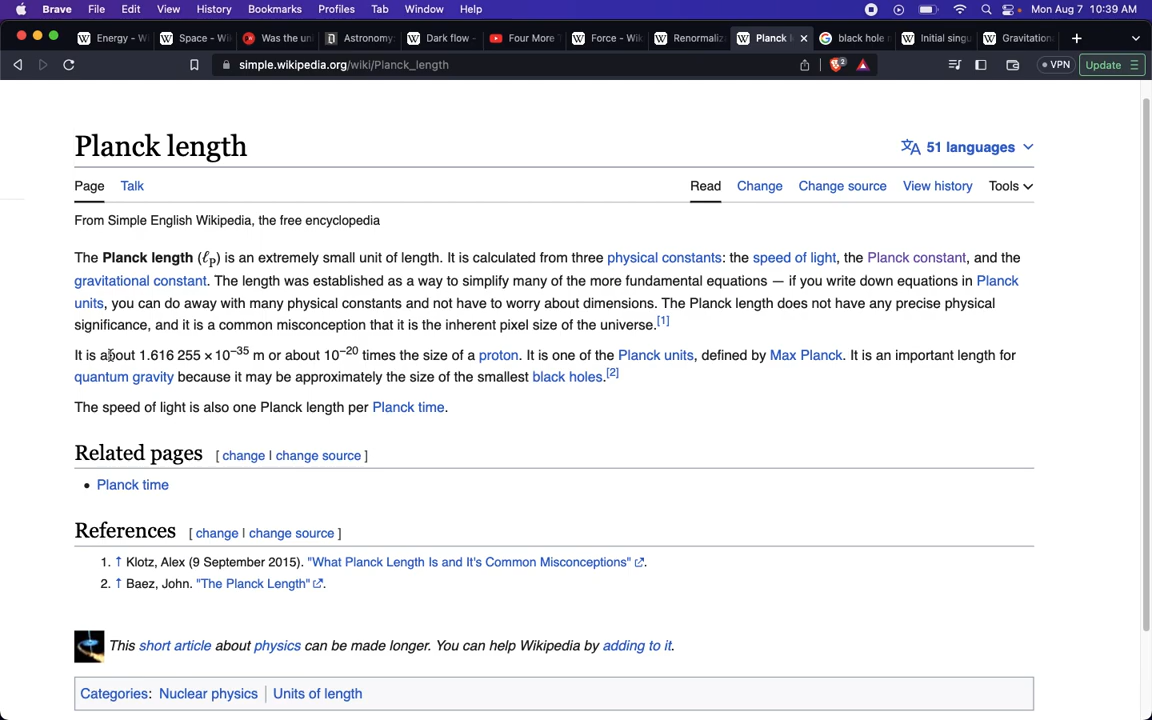 Brave File Edit View History Bookmarks Profiles Tab Window Help Mon Aug 7 10:39 AM
Energy - W Space - Wi Was the un Astronomy Dark flow - Four More Force - Wik Renormaliz Planck l black hole Initial singu Gravitation
simple.wikipedia.org/wiki/Planck_length 2 VPN Update
Planck length
51 languages
Page Talk Read Change Change source View history Tools
From Simple English Wikipedia, the free encyclopedia
The Planck length (ℓP) is an extremely small unit of length. It is calculated from three physical constants: the speed of light, the Planck constant, and the
gravitational constant. The length was established as a way to simplify many of the more fundamental equations — if you write down equations in Planck
units, you can do away with many physical constants and not have to worry about dimensions. The Planck length does not have any precise physical
significance, and it is a common misconception that it is the inherent pixel size of the universe.[1]
It is about 1.616 255 × 10−35 m or about 10−20 times the size of a proton. It is one of the Planck units, defined by Max Planck. It is an important length for
quantum gravity because it may be approximately the size of the smallest black holes.[2]
The speed of light is also one Planck length per Planck time.
Related pages [ change | change source ]
• Planck time
References [ change | change source ]
1. ↑ Klotz, Alex (9 September 2015). "What Planck Length Is and It's Common Misconceptions".
2. ↑ Baez, John. "The Planck Length".
This short article about physics can be made longer. You can help Wikipedia by adding to it.
Categories: Nuclear physics | Units of length